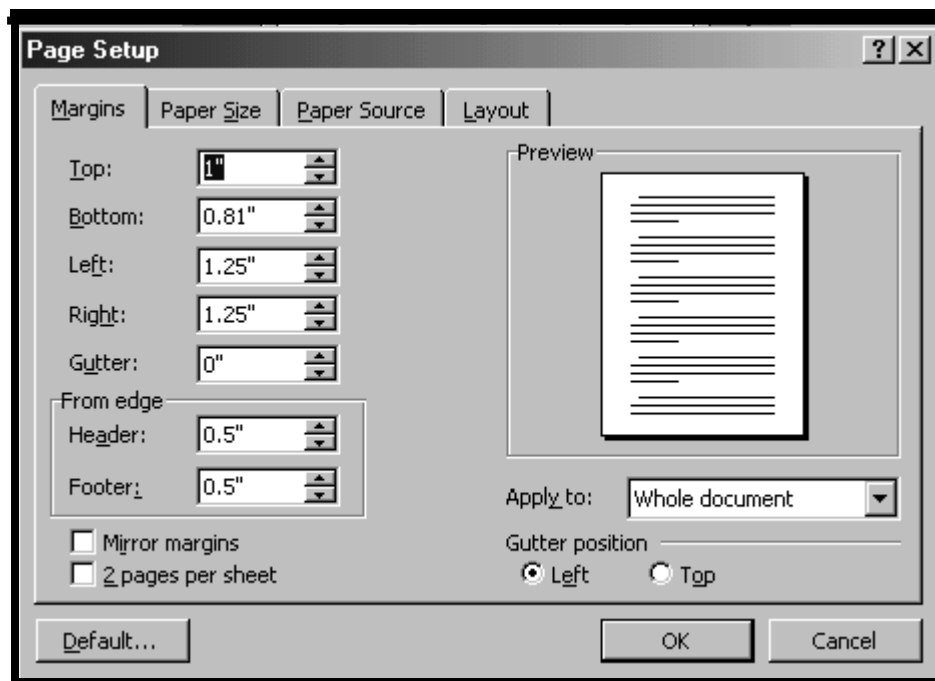 Page Setup
Margins Paper Size Paper Source Layout
Top: 1"
Bottom: 0.81"
Left: 1.25"
Right: 1.25"
Gutter: 0"
From edge
Header: 0.5"
Footer: 0.5"
Mirror margins
2 pages per sheet
Preview
Apply to: Whole document
Gutter position
Left Top
Default... OK Cancel